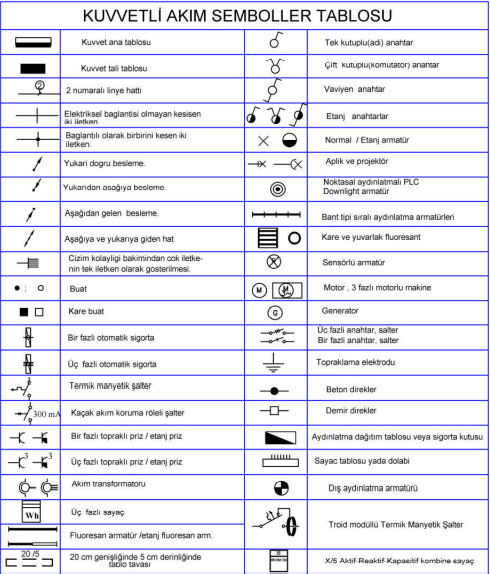 KUVVETLİ AKIM SEMBOLLER TABLOSU
Kuvvet ana tablosu
Tek kutuplu(adi) anahtar
Kuvvet tali tablosu
Çift kutuplu(komutatör) anahtar
2
2 numaralı linye hattı
Vaviyen anahtar
Elektriksel baglantisi olmayan kesisen
iki iletken
Etanj anahtarlar
Baglantılı olarak birbirini kesen iki
iletken.
Normal / Etanj armatür
Yukari dogru besleme.
Aplik ve projektör
Yukarıdan aşağıya besleme.
Noktasal aydınlatmalı PLC
Downlight armatür
Aşağıdan gelen besleme.
Bant tipi sıralı aydınlatma armatürleri
Aşağıya ve yukarıya giden hat
Kare ve yuvarlak fluoresant
Cizim kolayligi bakimindan cok iletke-
nin tek iletken olarak gosterilmesi.
Sensörlü armatür
;
Buat
M
M
Motor , 3 fazlı motorlu makine
Kare buat
G
Generator
Bir fazli otomatik sigorta
Üc fazli anahtar, salter
Bir fazli anahtar, salter
Üç fazli otomatik sigorta
Topraklama elektrodu
Térmik manyetik şalter
Beton direkler
300 mA
Kaçak akım koruma röleli şalter
Demir direkler
Bir fazlı topraklı priz / etanj priz
Aydınlatma dağıtım tablosu veya sigorta kutusu
3
3
Üç fazlı topraklı priz / etanj priz
Sayac tablosu yada dolabi
Akım transformatoru
Dış aydınlatma armatürü
Wh
Üç fazlı sayaç
Troid modüllü Termik Manyetik Şalter
Fluoresan armatür /etanj fluoresan arm.
20 /5
20 cm genişliğinde 5 cm derinliğinde
tablo tavası
X/5 Aktif-Reaktif-Kapasitif kombine sayaç